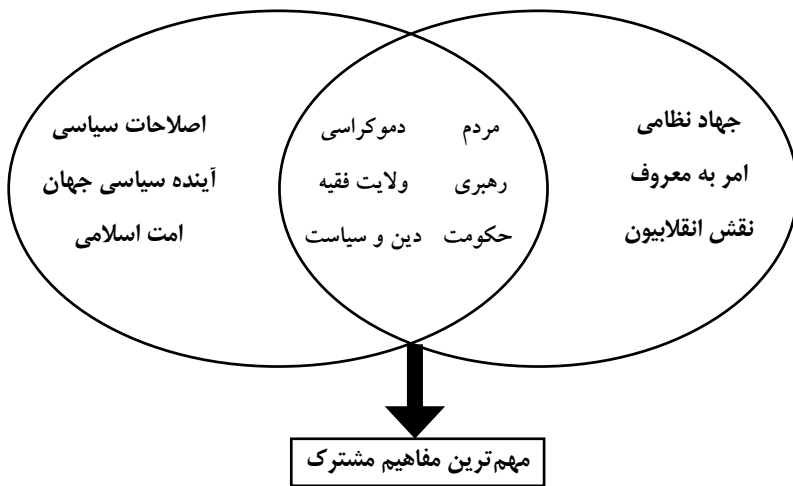 جهاد نظامی
امر به معروف
نقش انقلابیون
مردم دموکراسی
رهبری ولایت فقیه
حکومت دین و سیاست
اصلاحات سیاسی
آینده سیاسی جهان
امت اسلامی
مهم‌ترین مفاهیم مشترک